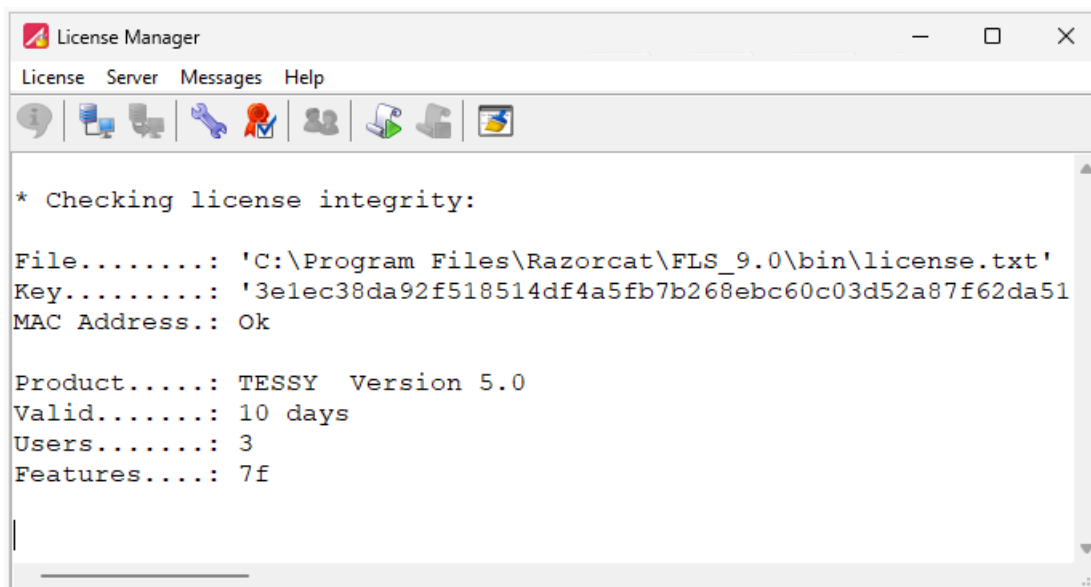 License Manager
License Server Messages Help
* Checking license integrity:
File........: 'C:\Program Files\Razorcat\FLS_9.0\bin\license.txt'
Key.........: '3e1ec38da92f518514df4a5fb7b268ebc60c03d52a87f62da51
MAC Address.: Ok
Product.....: TESSY  Version 5.0
Valid.......: 10 days
Users.......: 3
Features....: 7f